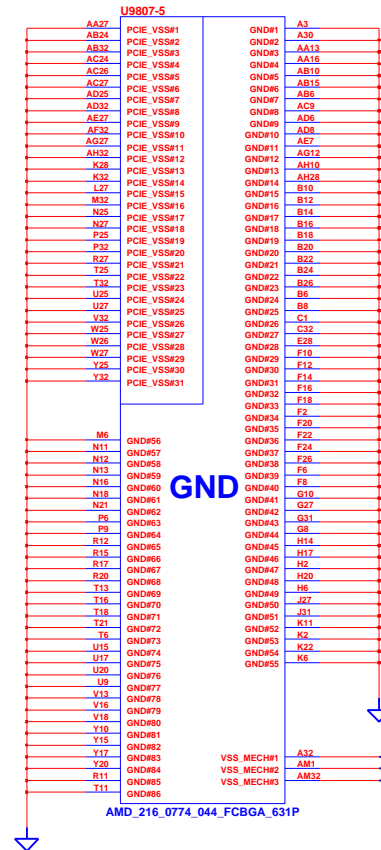 U9807-5
AA27 PCIE_VSS#1 GND#1 A3
AB24 PCIE_VSS#2 GND#2 A30
AB32 PCIE_VSS#3 GND#3 AA13
AC24 PCIE_VSS#4 GND#4 AA16
AC26 PCIE_VSS#5 GND#5 AB10
AC27 PCIE_VSS#6 GND#6 AB15
AD25 PCIE_VSS#7 GND#7 AB6
AD32 PCIE_VSS#8 GND#8 AC9
AE27 PCIE_VSS#9 GND#9 AD6
AF32 PCIE_VSS#10 GND#10 AD8
AG27 PCIE_VSS#11 GND#11 AE7
AH32 PCIE_VSS#12 GND#12 AG12
K28 PCIE_VSS#13 GND#13 AH10
K32 PCIE_VSS#14 GND#14 AH28
L27 PCIE_VSS#15 GND#15 B10
M32 PCIE_VSS#16 GND#16 B12
N25 PCIE_VSS#17 GND#17 B14
N27 PCIE_VSS#18 GND#18 B16
P25 PCIE_VSS#19 GND#19 B18
P32 PCIE_VSS#20 GND#20 B20
R27 PCIE_VSS#21 GND#21 B22
T25 PCIE_VSS#22 GND#22 B24
T32 PCIE_VSS#23 GND#23 B26
U25 PCIE_VSS#24 GND#24 B6
U27 PCIE_VSS#25 GND#25 B8
V32 PCIE_VSS#26 GND#26 C1
W25 PCIE_VSS#27 GND#27 C32
W26 PCIE_VSS#28 GND#28 E28
W27 PCIE_VSS#29 GND#29 F10
Y25 PCIE_VSS#30 GND#30 F12
Y32 PCIE_VSS#31 GND#31 F14
GND#32 F16
GND#33 F18
GND#34 F2
GND#35 F20
M6 GND#56 GND#36 F22
N11 GND#57 GND#37 F24
N12 GND#58 GND#38 F26
N13 GND#59 GND#39 F6
N16 GND#60 GND#40 F8
N18 GND#61 GND#41 G10
N21 GND#62 GND#42 G27
P6 GND#63 GND#43 G31
P9 GND#64 GND#44 G8
R12 GND#65 GND#45 H14
R15 GND#66 GND#46 H17
R17 GND#67 GND#47 H2
R20 GND#68 GND#48 H20
T13 GND#69 GND#49 H6
T16 GND#70 GND#50 J27
T18 GND#71 GND#51 J31
T21 GND#72 GND#52 K11
T6 GND#73 GND#53 K2
U15 GND#74 GND#54 K22
U17 GND#75 GND#55 K6
GND
U20 GND#76
U9 GND#77
V13 GND#78
V16 GND#79
V18 GND#80
Y10 GND#81
Y15 GND#82
Y17 GND#83 VSS_MECH#1 A32
Y20 GND#84 VSS_MECH#2 AM1
R11 GND#85 VSS_MECH#3 AM32
T11 GND#86
AMD_216_0774_044_FCBGA_631P